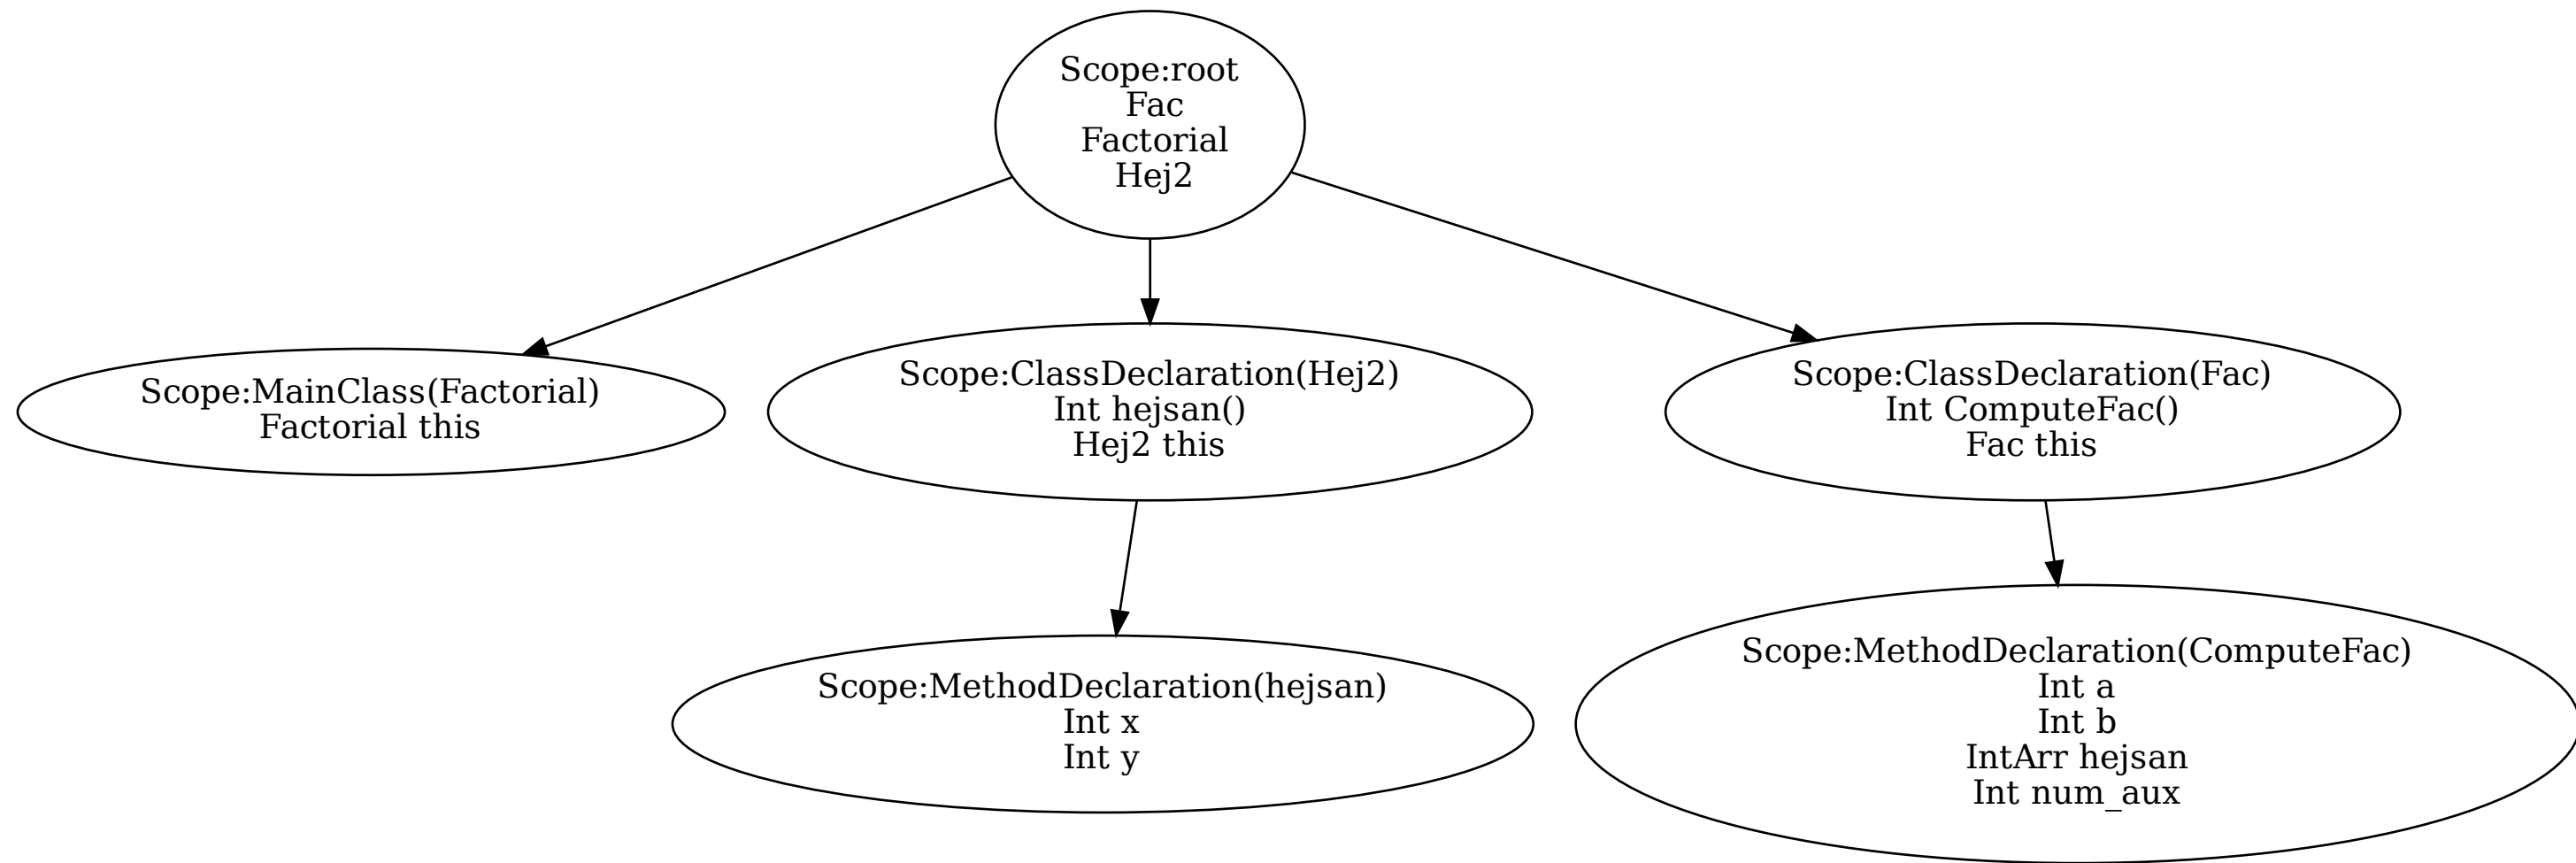 Scope:root
Fac
Factorial
Hej2
Scope:MainClass(Factorial)
Factorial this
Scope:ClassDeclaration(Hej2)
Int hejsan()
Hej2 this
Scope:ClassDeclaration(Fac)
Int ComputeFac()
Fac this
Scope:MethodDeclaration(hejsan)
Int x
Int y
Scope:MethodDeclaration(ComputeFac)
Int a
Int b
IntArr hejsan
Int num_aux